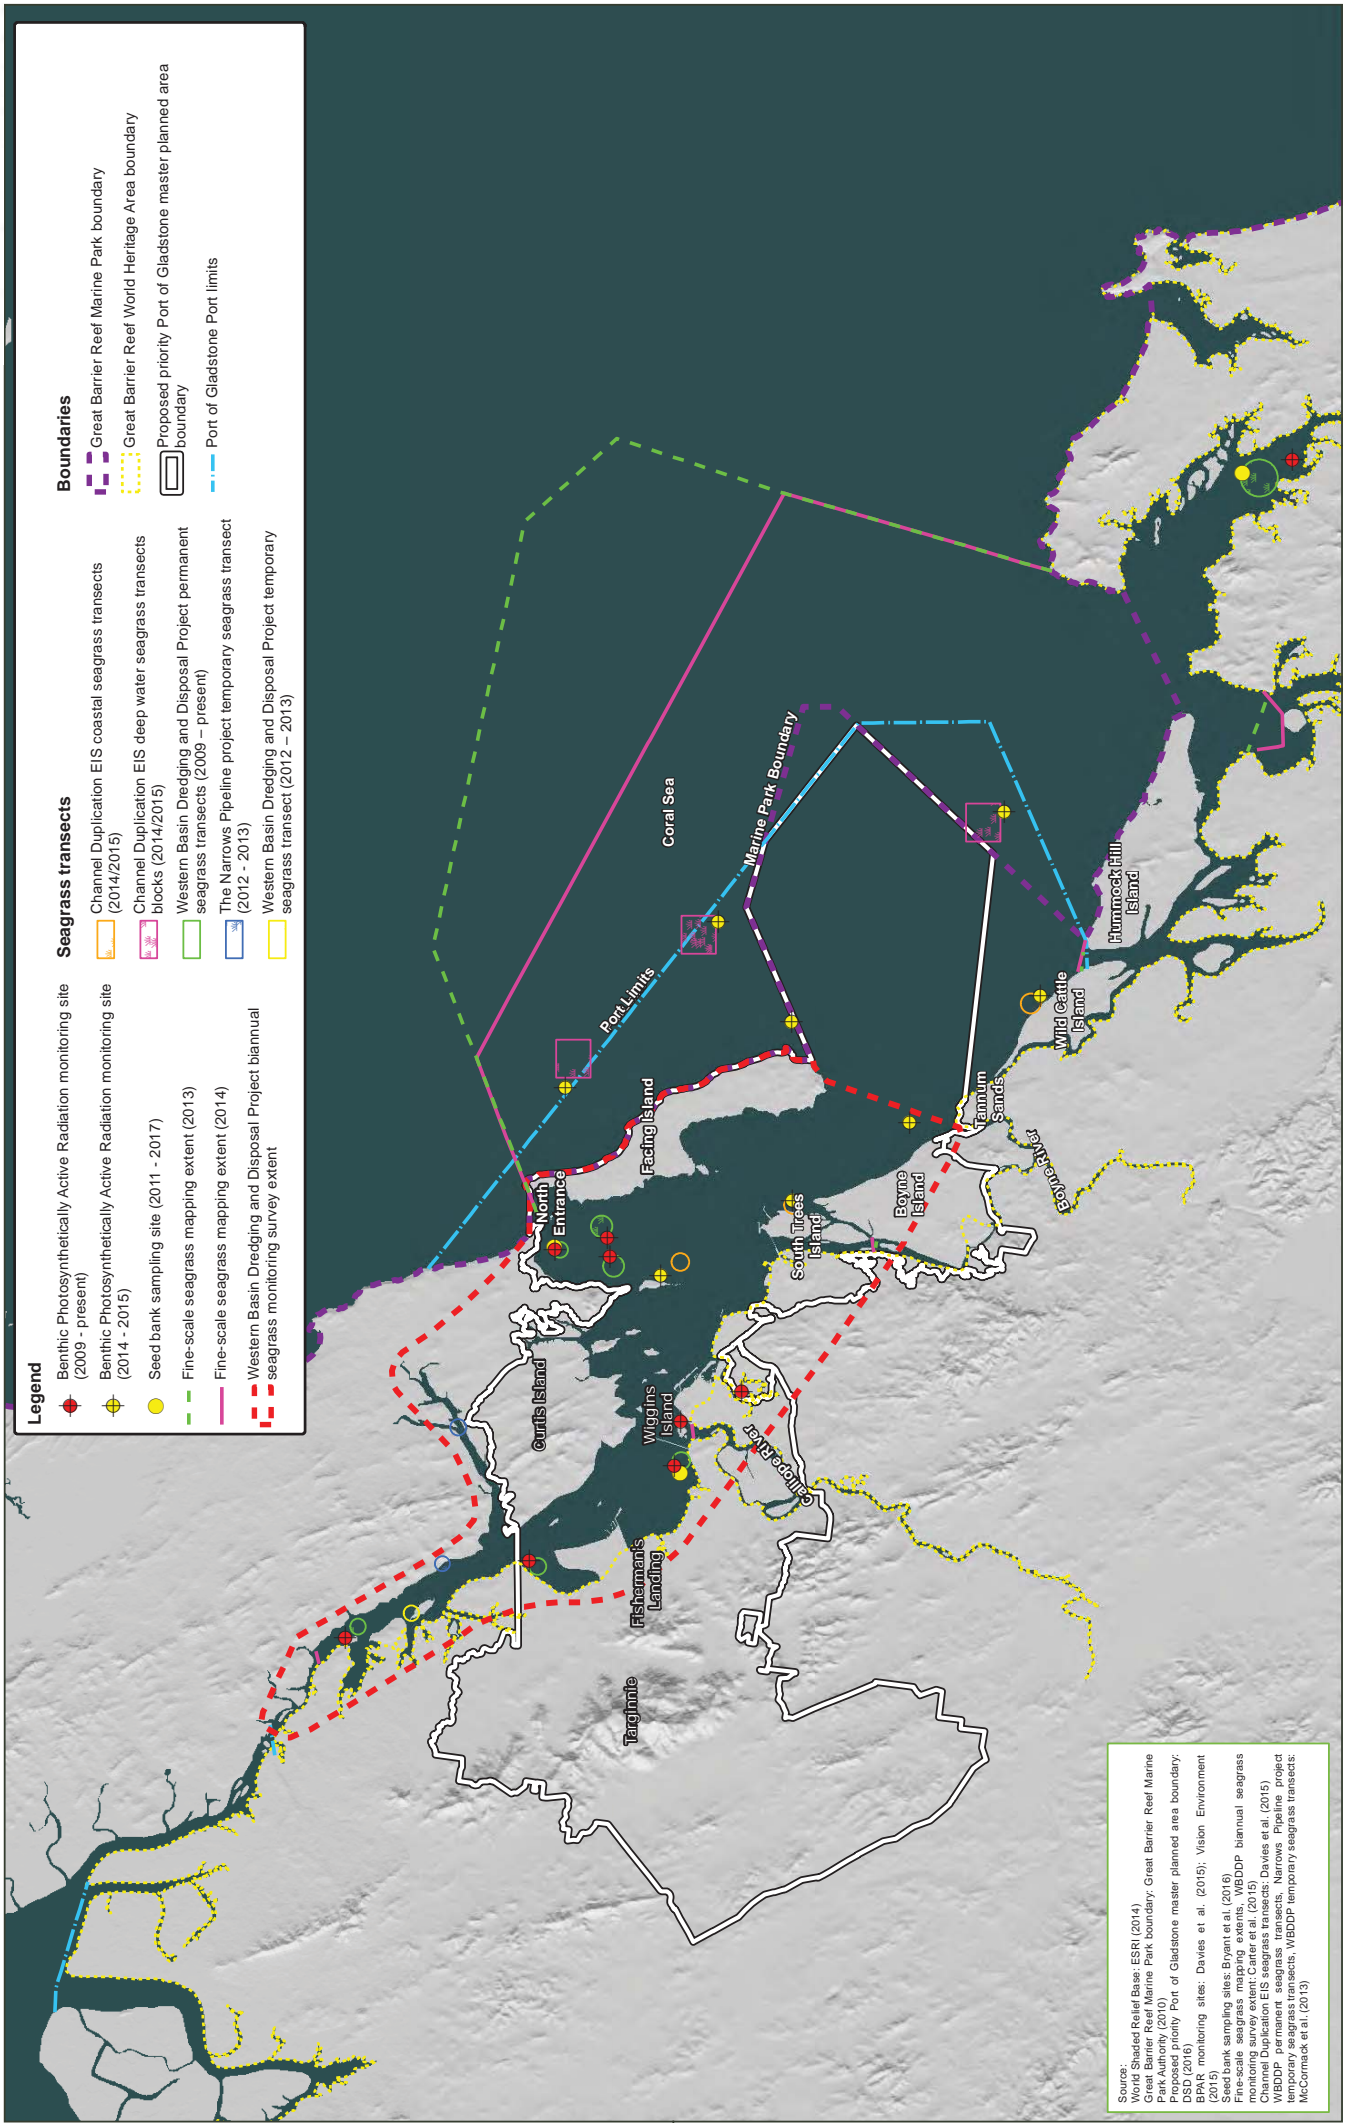 Legend
Benthic Photosynthetically Active Radiation monitoring site
(2009 - present)
Benthic Photosynthetically Active Radiation monitoring site
(2014 - 2015)
Seed bank sampling site (2011 - 2017)
Fine-scale seagrass mapping extent (2013)
Fine-scale seagrass mapping extent (2014)
Western Basin Dredging and Disposal Project biannual
seagrass monitoring survey extent
Seagrass transects
Channel Duplication EIS coastal seagrass transects
(2014/2015)
Channel Duplication EIS deep water seagrass transects
blocks (2014/2015)
Western Basin Dredging and Disposal Project permanent
seagrass transects (2009 – present)
The Narrows Pipeline project temporary seagrass transect
(2012 - 2013)
Western Basin Dredging and Disposal Project temporary
seagrass transect (2012 – 2013)
Boundaries
Great Barrier Reef Marine Park boundary
Great Barrier Reef World Heritage Area boundary
Proposed priority Port of Gladstone master planned area
boundary
Port of Gladstone Port limits
Coral Sea
Marine Park Boundary
Port Limits
North
Entrance
Facing Island
Curtis Island
Wiggins
Island
Fisherman's
Landing
Targinnie
Calliope River
South Trees
Island
Boyne
Island
Tannum
Sands
Boyne River
Wild Cattle
Island
Hummock Hill
Island
Source:
World Shaded Relief Base: ESRI (2014)
Great Barrier Reef Marine Park boundary: Great Barrier Reef Marine
Park Authority (2010)
Proposed priority Port of Gladstone master planned area boundary:
DSD (2016)
BPAR monitoring sites: Davies et al. (2015); Vision Environment
(2015)
Seed bank sampling sites: Bryant et al. (2016)
Fine-scale seagrass mapping extents, WBDDP biannual seagrass
monitoring survey extent: Carter et al. (2015)
Channel Duplication EIS seagrass transects: Davies et al. (2015)
WBDDP permanent seagrass transects, Narrows Pipeline project
temporary seagrass transects, WBDDP temporary seagrass transects:
McCormack et al. (2013)